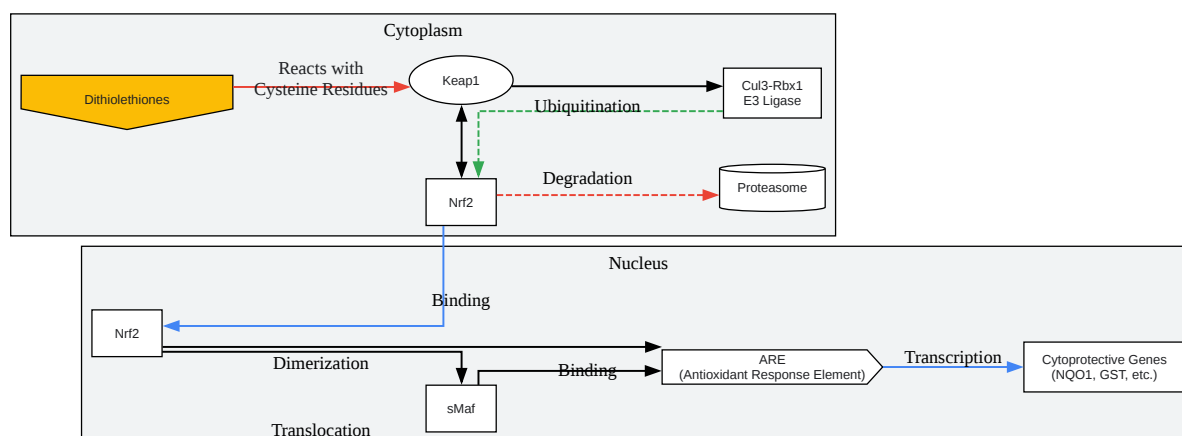 Cytoplasm
Reacts with
Cysteine Residues
Dithiolethiones
Keap1
Cul3-Rbx1
E3 Ligase
Ubiquitination
Degradation
Nrf2
Proteasome
Nucleus
Binding
Nrf2
Dimerization
ARE
(Antioxidant Response Element)
Transcription
Cytoprotective Genes
(NQO1, GST, etc.)
Binding
sMaf
Translocation